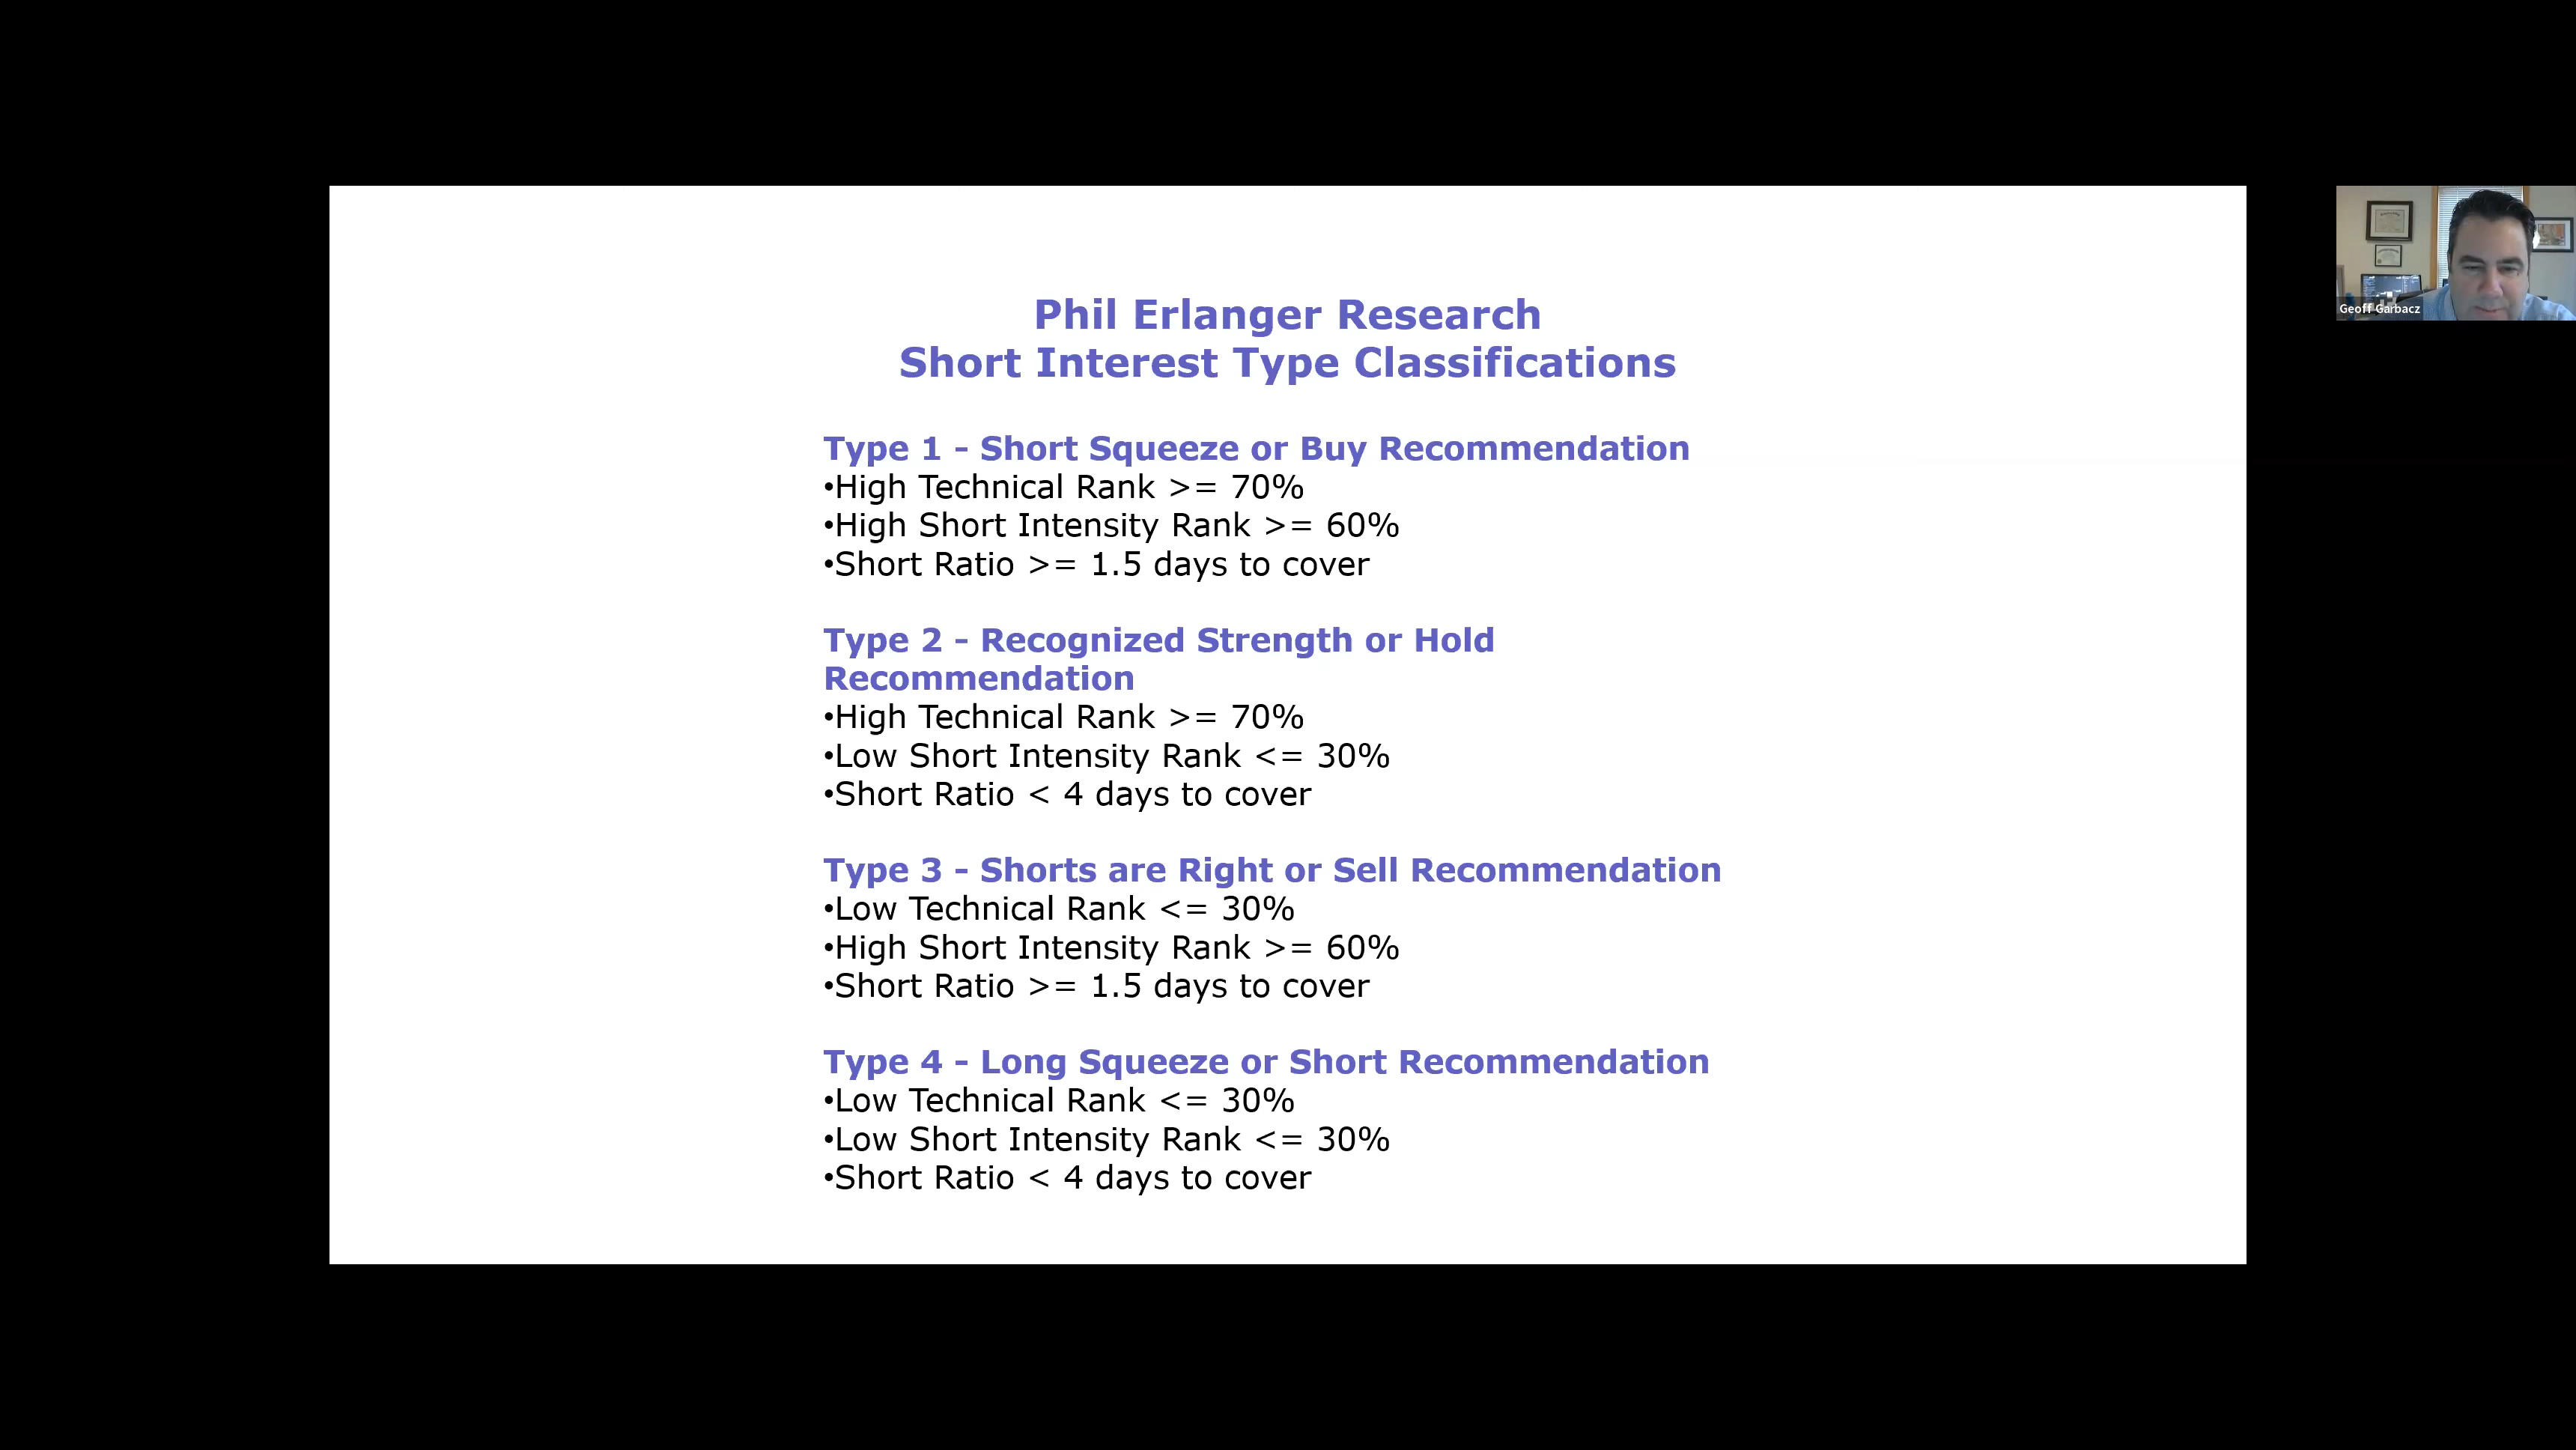 Phil Erlanger Research
Short Interest Type Classifications
Type 1 - Short Squeeze or Buy Recommendation
•High Technical Rank >= 70%
•High Short Intensity Rank >= 60%
•Short Ratio >= 1.5 days to cover
Type 2 - Recognized Strength or Hold
Recommendation
•High Technical Rank >= 70%
•Low Short Intensity Rank <= 30%
•Short Ratio < 4 days to cover
Type 3 - Shorts are Right or Sell Recommendation
•Low Technical Rank <= 30%
•High Short Intensity Rank >= 60%
•Short Ratio >= 1.5 days to cover
Type 4 - Long Squeeze or Short Recommendation
•Low Technical Rank <= 30%
•Low Short Intensity Rank <= 30%
•Short Ratio < 4 days to cover
Geoff Garbacz